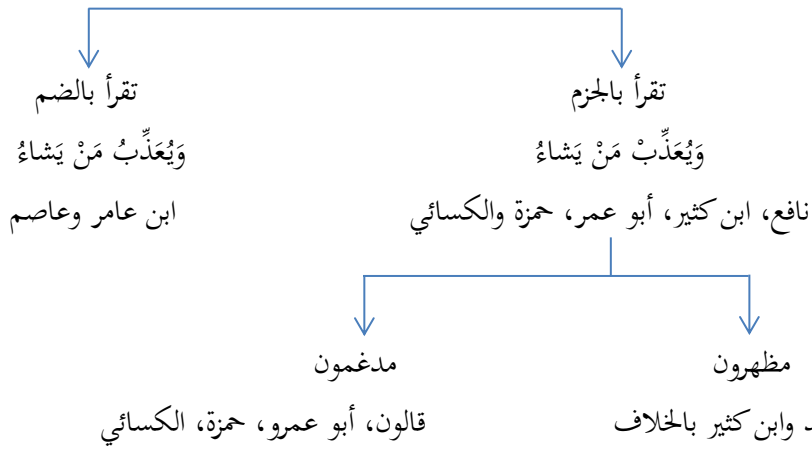 تقرأ بالجزم
وَيُعَذِّبْ مَنْ يَشاءُ
نافع، ابن كثير، أبو عمر، حمزة والكسائي
تقرأ بالضم
وَيُعَذِّبُ مَنْ يَشاءُ
ابن عامر وعاصم
مظهرون
وابن كثير بالخلاف
مدغمون
قالون، أبو عمرو، حمزة، الكسائي